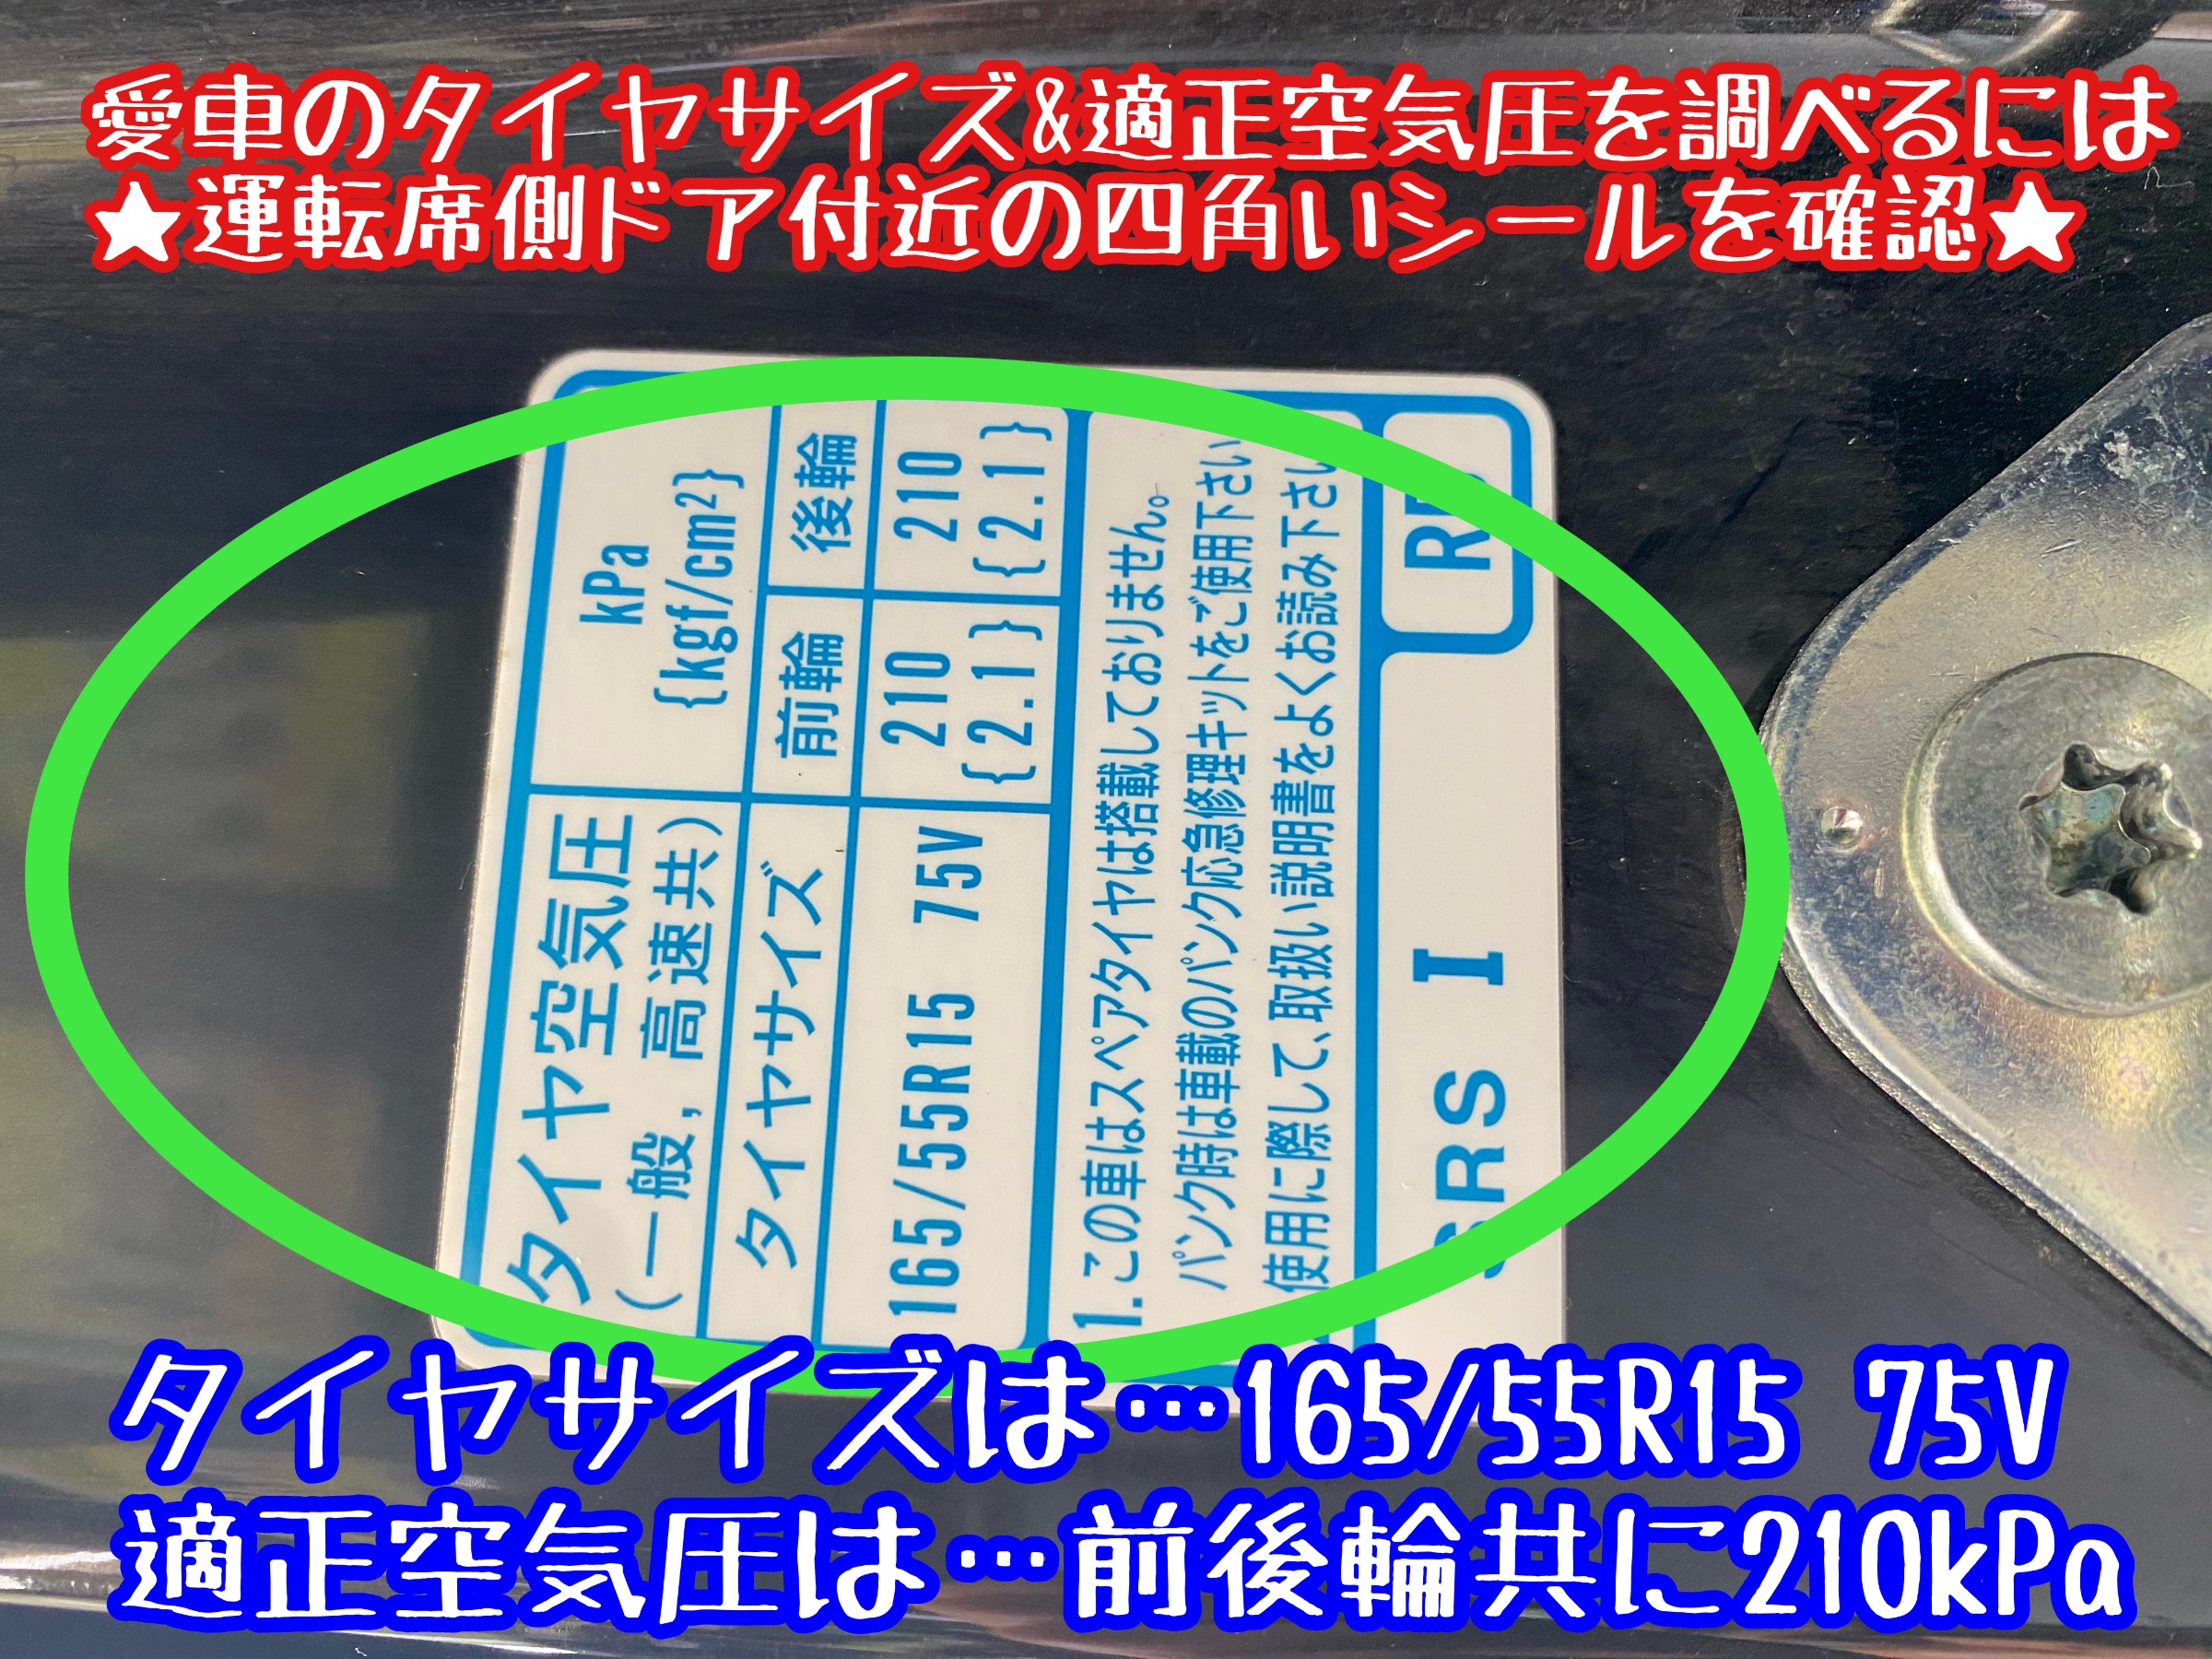 愛車のタイヤサイズ&適正空気圧を調べるには
★運転席側ドア付近の四角いシールを確認★
タイヤ空気圧
(一般, 高速共)
kPa
{kgf/cm²}
タイヤサイズ 前輪 後輪
165/55R15 75V 210 210
{2.1} {2.1}
1. この車はスペアタイヤは搭載しておりません。
パンク時は車載のパンク応急修理キットをご使用下さい
使用に際して、取扱い説明書をよくお読み下さい
SRS I
タイヤサイズは…165/55R15 75V
適正空気圧は…前後輪共に210kPa